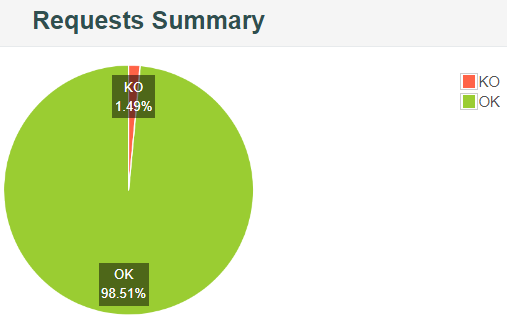 Requests Summary
KO
1.49%
OK
98.51%
KO
OK